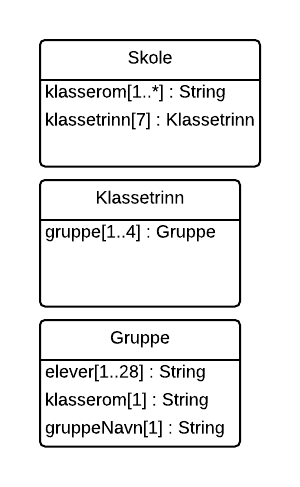 Skole
klasserom[1..*] : String
klassetrinn[7] : Klassetrinn
Klassetrinn
gruppe[1..4] : Gruppe
Gruppe
elever[1..28] : String
klasserom[1] : String
gruppeNavn[1] : String